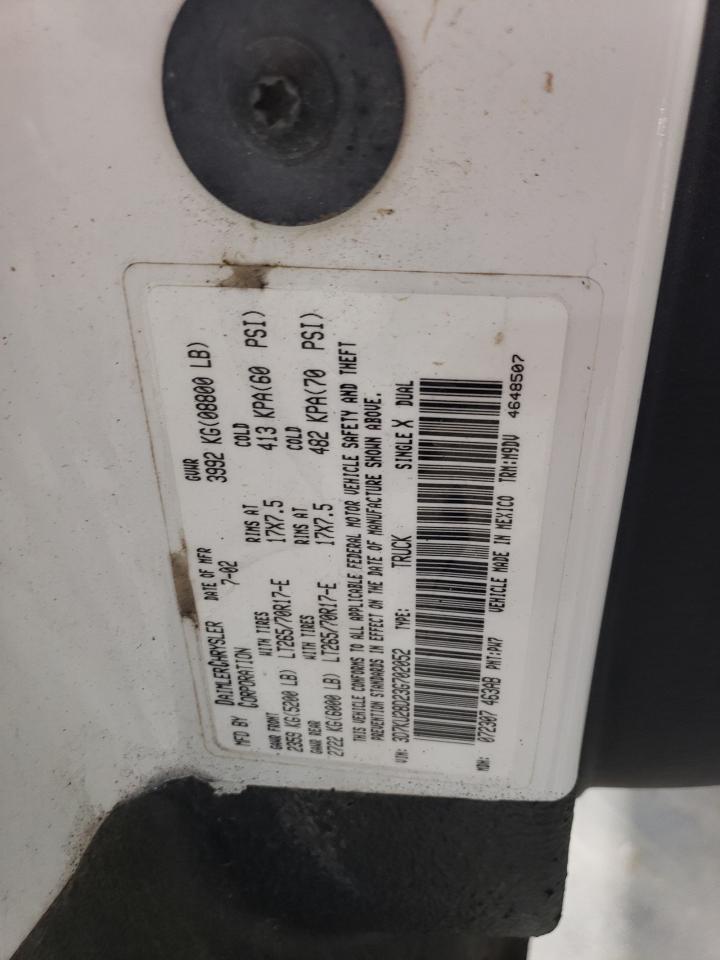 MFD BY DAIMLERCHRYSLER CORPORATION DATE OF MFR 7-02 GVWR 3992 KG(08800 LB)
GAWR FRONT WITH TIRES RIMS AT COLD
2359 KG(5200 LB) LT265/70R17-E 17X7.5 413 KPA(60 PSI)
GAWR REAR WITH TIRES RIMS AT COLD
2722 KG(6000 LB) LT265/70R17-E 17X7.5 482 KPA(70 PSI)
THIS VEHICLE CONFORMS TO ALL APPLICABLE FEDERAL MOTOR VEHICLE SAFETY AND THEFT
PREVENTION STANDARDS IN EFFECT ON THE DATE OF MANUFACTURE SHOWN ABOVE.
VIN: 3D7KU28D23G702052 TYPE: TRUCK SINGLE X DUAL
MDH: 072307 463AB PNT:PW7 VEHICLE MADE IN MEXICO TRM:M9DV 4648507